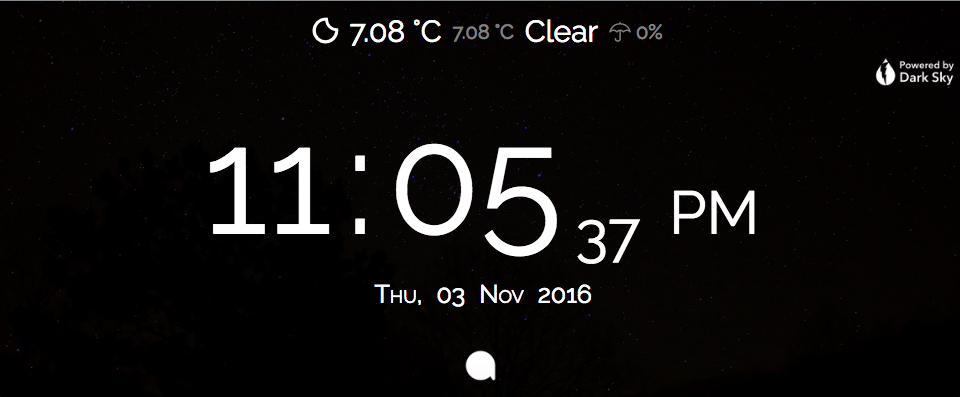 7.08 °C 7.08 °C Clear 0%
Powered by
Dark Sky
11:05 37 PM
Thu, 03 Nov 2016